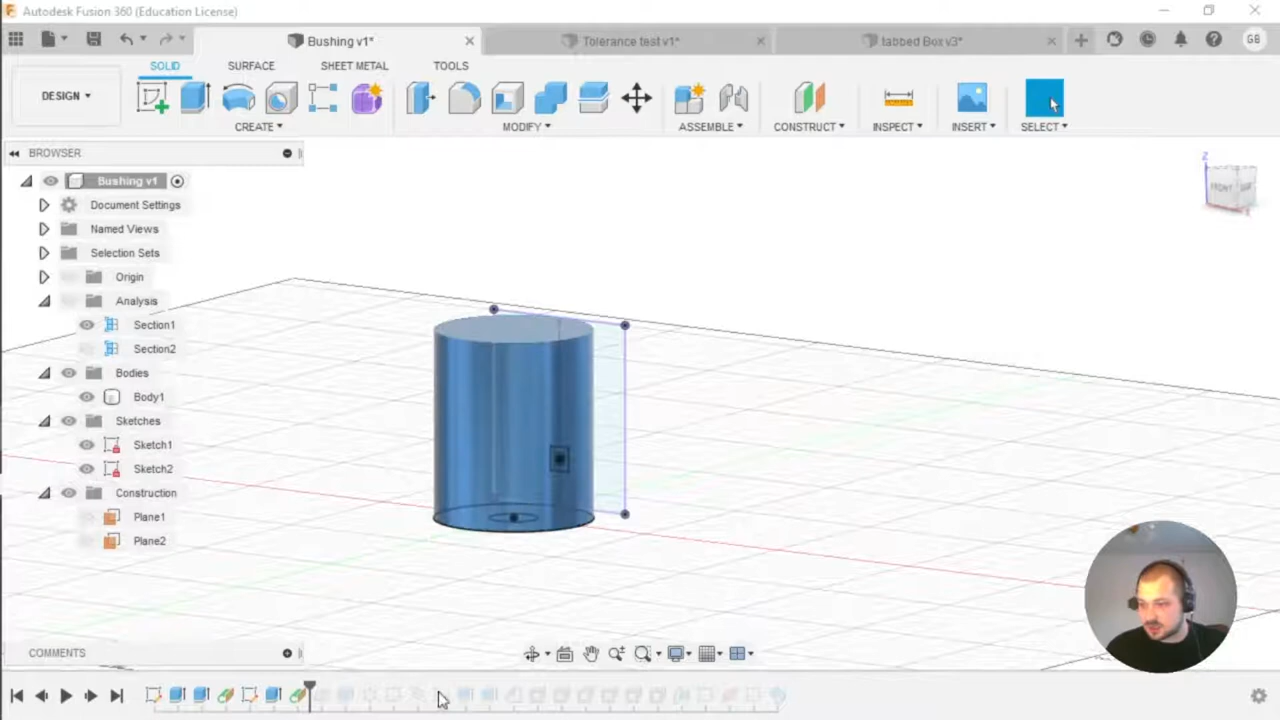 Autodesk Fusion 360 (Education License)
Bushing v1*
Tolerance test v1*
tabbed Box v3*
GB
SOLID
SURFACE
SHEET METAL
TOOLS
DESIGN
CREATE
MODIFY
ASSEMBLE
CONSTRUCT
INSPECT
INSERT
SELECT
BROWSER
Bushing v1
Document Settings
Named Views
Selection Sets
Origin
Analysis
Section1
Section2
Bodies
Body1
Sketches
Sketch1
Sketch2
Construction
Plane1
Plane2
Z
FRONT
COMMENTS